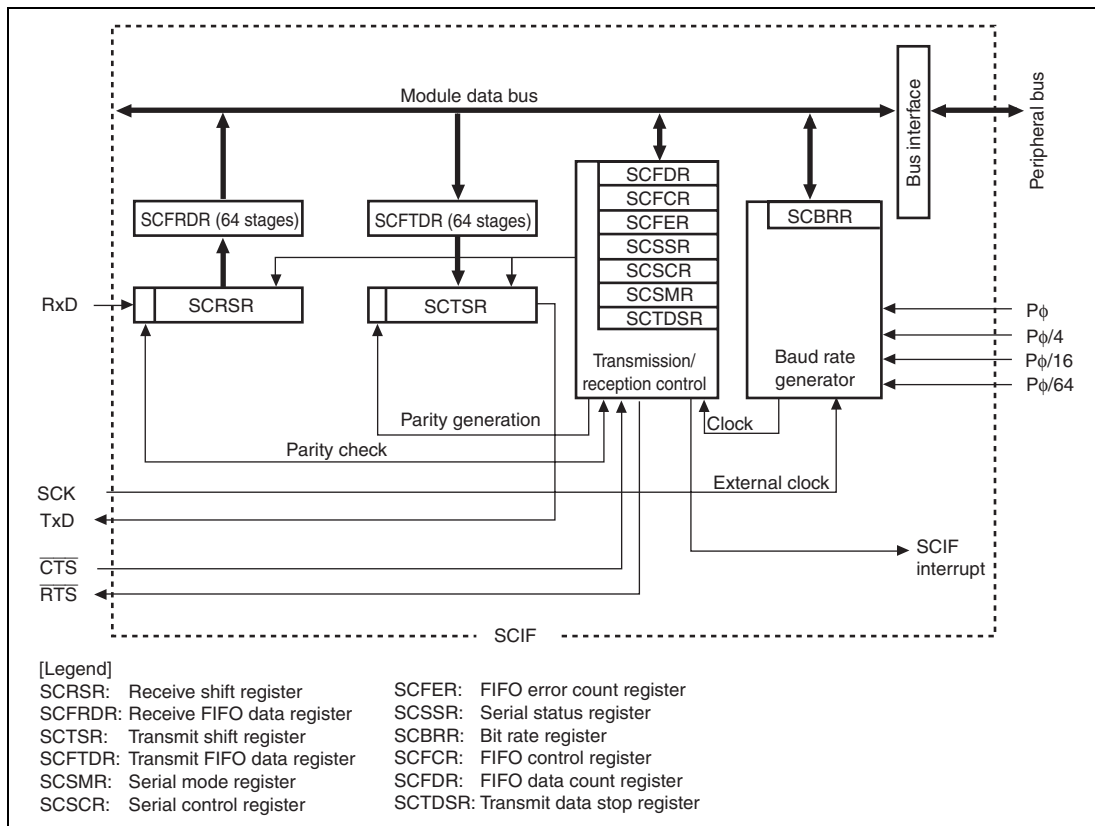 Module data bus
Bus interface
Peripheral bus
SCFRDR (64 stages)
SCFTDR (64 stages)
SCFDR
SCFCR
SCFER
SCSSR
SCSCR
SCSMR
SCTDSR
SCBRR
RxD
SCRSR
SCTSR
Transmission/
reception control
Baud rate
generator
Pϕ
Pϕ/4
Pϕ/16
Pϕ/64
Parity generation
Clock
Parity check
SCK
External clock
TxD
CTS
RTS
SCIF
interrupt
SCIF
[Legend]
SCRSR: Receive shift register
SCFRDR: Receive FIFO data register
SCTSR: Transmit shift register
SCFTDR: Transmit FIFO data register
SCSMR: Serial mode register
SCSCR: Serial control register
SCFER: FIFO error count register
SCSSR: Serial status register
SCBRR: Bit rate register
SCFCR: FIFO control register
SCFDR: FIFO data count register
SCTDSR: Transmit data stop register